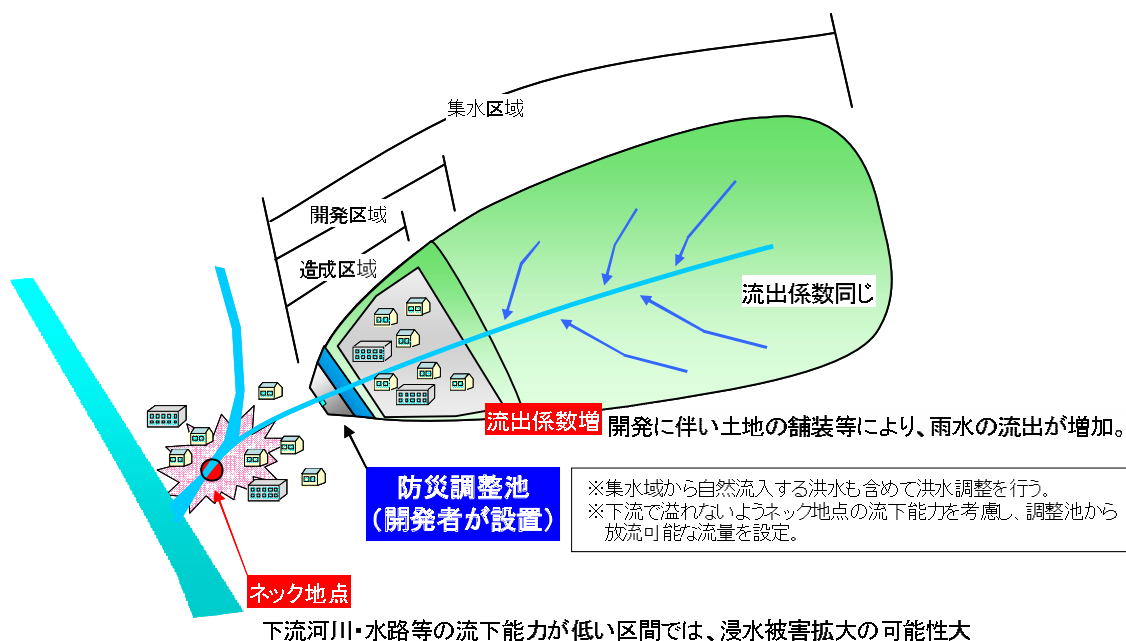 集水区域
開発区域
造成区域
流出係数同じ
流出係数増 開発に伴い土地の舗装等により、雨水の流出が増加。
防災調整池
（開発者が設置）
※集水域から自然流入する洪水も含めて洪水調整を行う。
※下流で溢れないようネック地点の流下能力を考慮し、調整池から
放流可能な流量を設定。
ネック地点
下流河川・水路等の流下能力が低い区間では、浸水被害拡大の可能性大